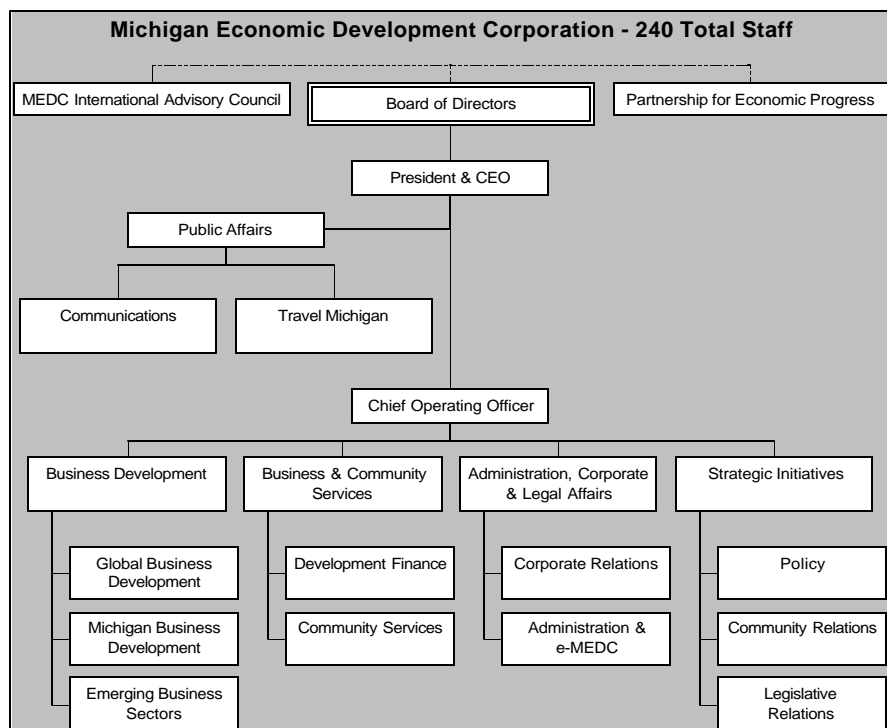 Michigan Economic Development Corporation - 240 Total Staff
MEDC International Advisory Council
Board of Directors
Partnership for Economic Progress
President & CEO
Public Affairs
Communications
Travel Michigan
Chief Operating Officer
Business Development
Business & Community
Services
Administration, Corporate
& Legal Affairs
Strategic Initiatives
Global Business
Development
Development Finance
Corporate Relations
Policy
Michigan Business
Development
Community Services
Administration &
e-MEDC
Community Relations
Emerging Business
Sectors
Legislative
Relations